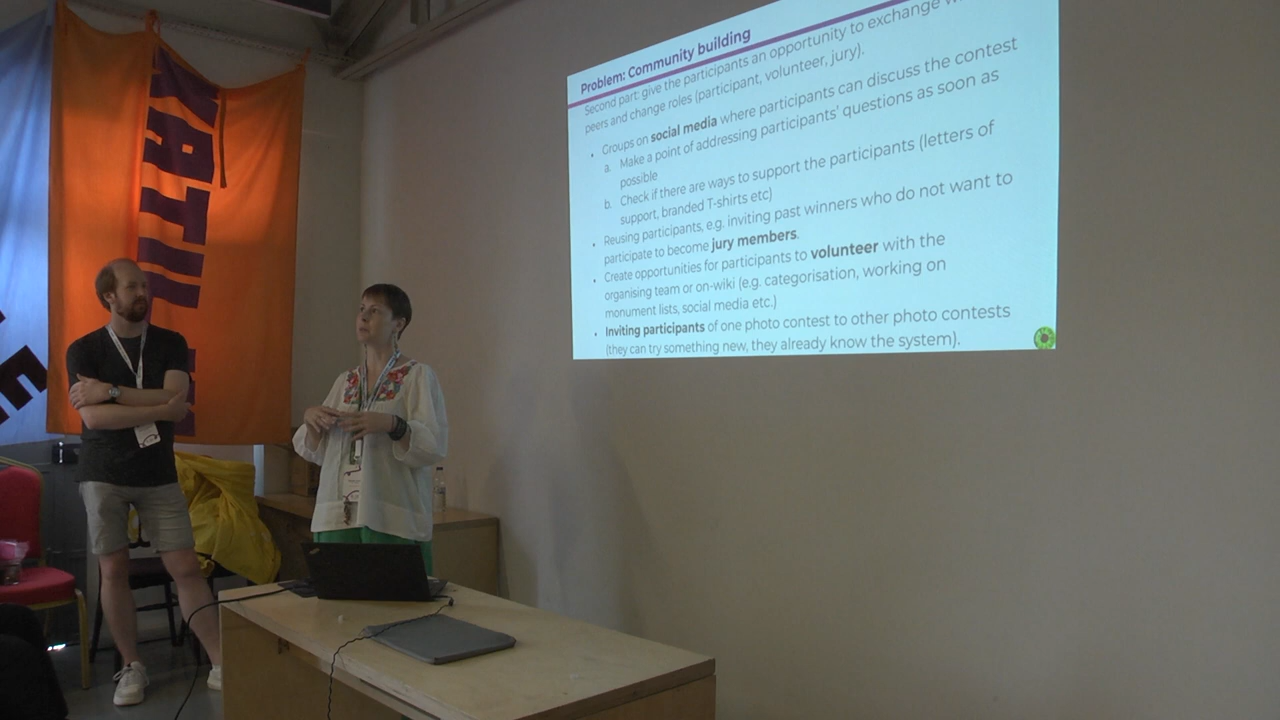 Problem: Community building
Second part: give the participants an opportunity to exchange
peers and change roles (participant, volunteer, jury).
• Groups on social media where participants can discuss the contest
a. Make a point of addressing participants' questions as soon as
possible
b. Check if there are ways to support the participants (letters of
support, branded T-shirts etc)
• Reusing participants, e.g. inviting past winners who do not want to
participate to become jury members.
• Create opportunities for participants to volunteer with the
organising team or on-wiki (e.g. categorisation, working on
monument lists, social media etc.)
• Inviting participants of one photo contest to other photo contests
(they can try something new, they already know the system).